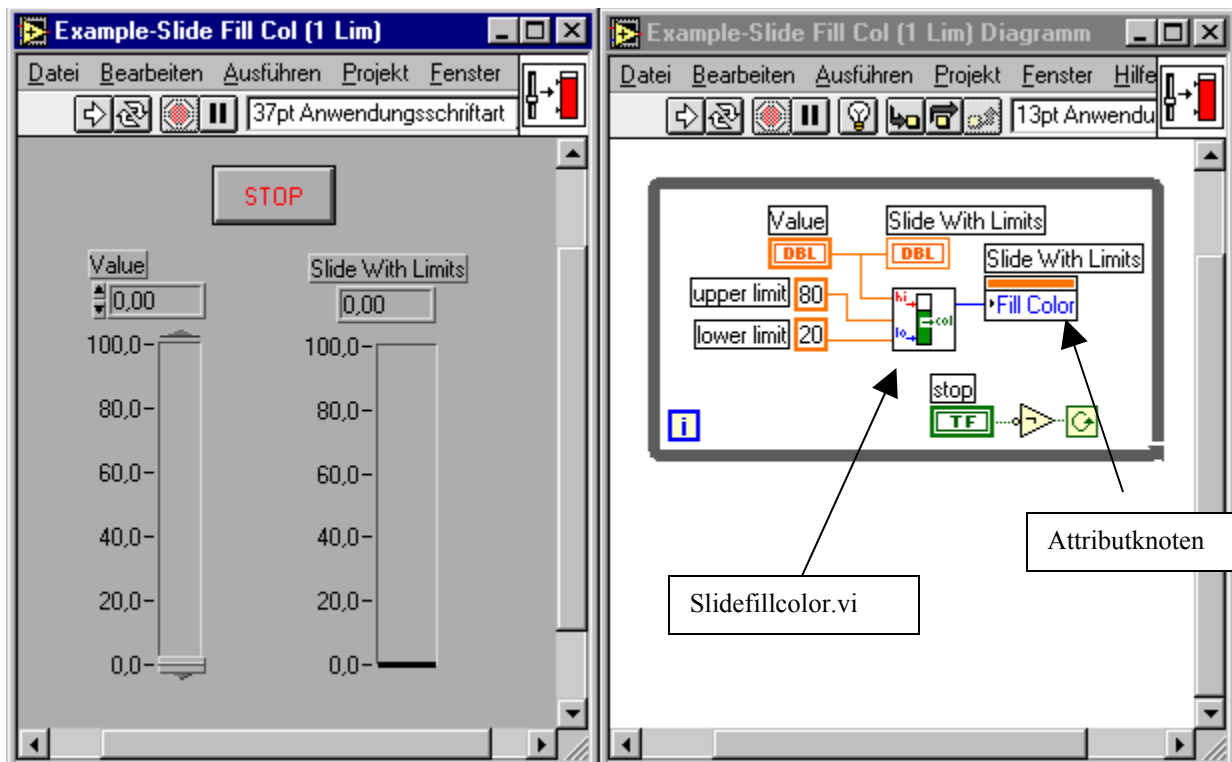 Example-Slide Fill Col (1 Lim)
Datei Bearbeiten Ausführen Projekt Fenster
37pt Anwendungsschriftart
STOP
Value
0,00
100,0
80,0
60,0
40,0
20,0
0,0
Slide With Limits
0,00
100,0
80,0
60,0
40,0
20,0
0,0
Example-Slide Fill Col (1 Lim) Diagram
Datei Bearbeiten Ausführen Projekt Fenster Hilfe
13pt Anwendu
Value
DBL
Slide With Limits
DBL
Slide With Limits
Fill Color
upper limit 80
lower limit 20
hi
lo
col
stop
TF
i
Attributknoten
Slidefillcolor.vi